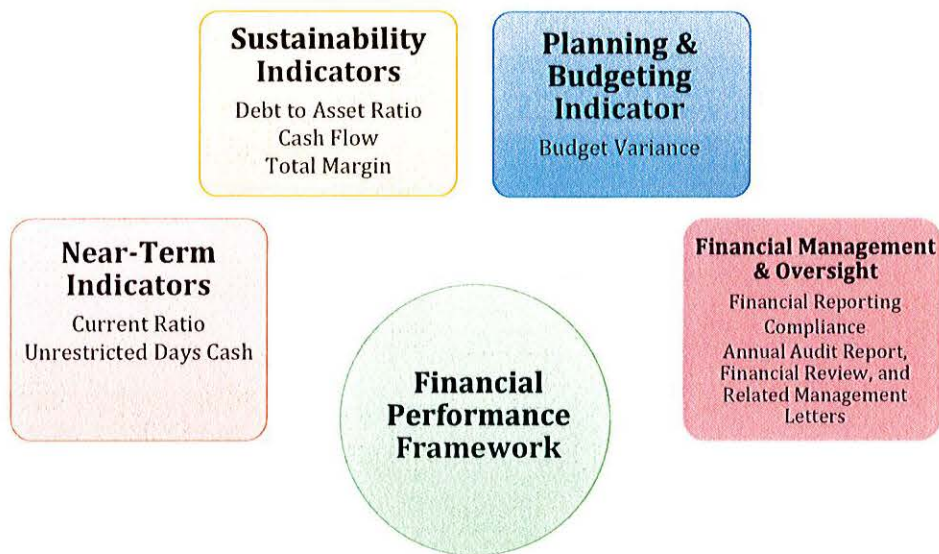 Sustainability
Indicators
Debt to Asset Ratio
Cash Flow
Total Margin
Planning &
Budgeting
Indicator
Budget Variance
Near-Term
Indicators
Current Ratio
Unrestricted Days Cash
Financial Management
& Oversight
Financial Reporting
Compliance
Annual Audit Report,
Financial Review, and
Related Management
Letters
Financial
Performance
Framework